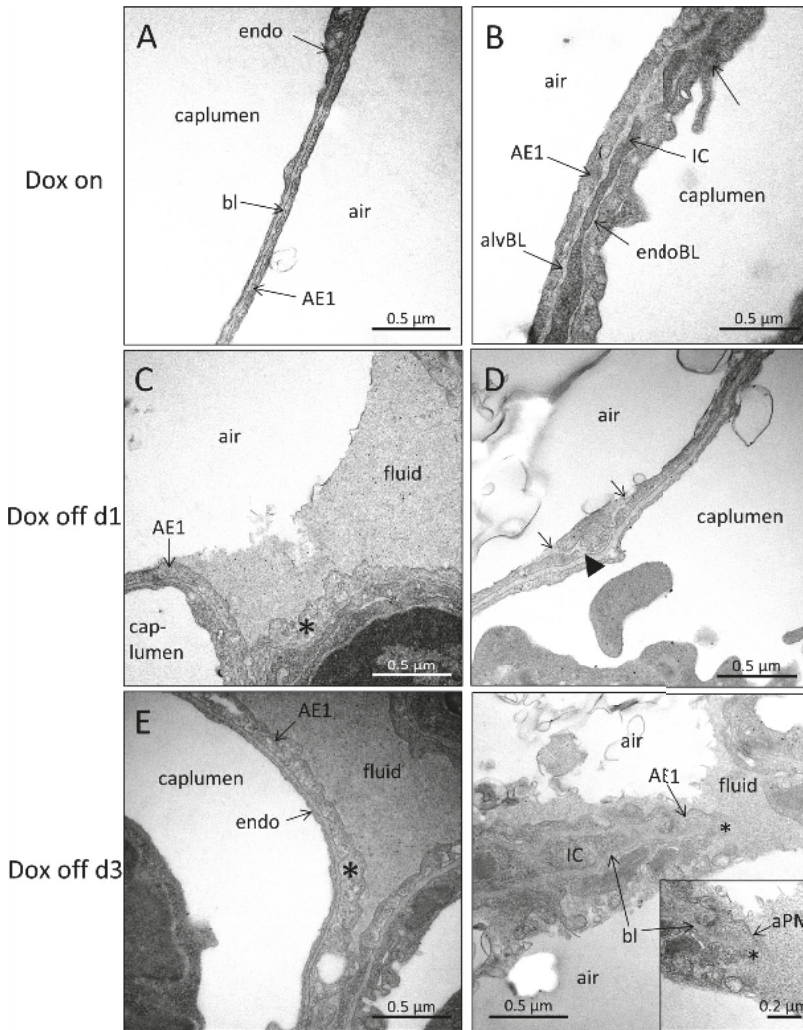 A
endo
caplumen
bl
air
AE1
0.5 µm
Dox on
B
air
AE1
IC
caplumen
alvBL
endoBL
0.5 µm
Dox off d1
C
air
fluid
AE1
cap-
lumen
*
0.5 µm
D
air
caplumen
0.5 µm
Dox off d3
E
AE1
caplumen
fluid
endo
*
0.5 µm
air
AE1
fluid
*
IC
bl
air
0.5 µm
aPM
*
0.2 µm